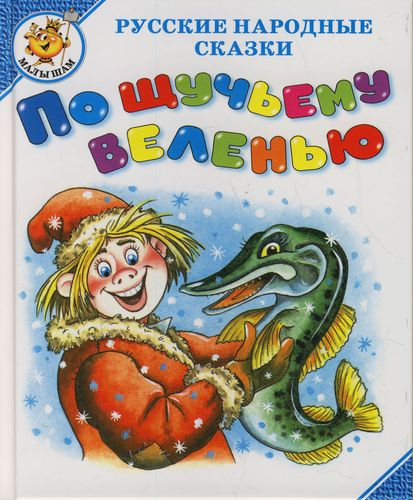 МАЛЫШАМ
РУССКИЕ НАРОДНЫЕ
СКАЗКИ
ПО ЩУЧЬЕМУ
ВЕЛЕНЬЮ